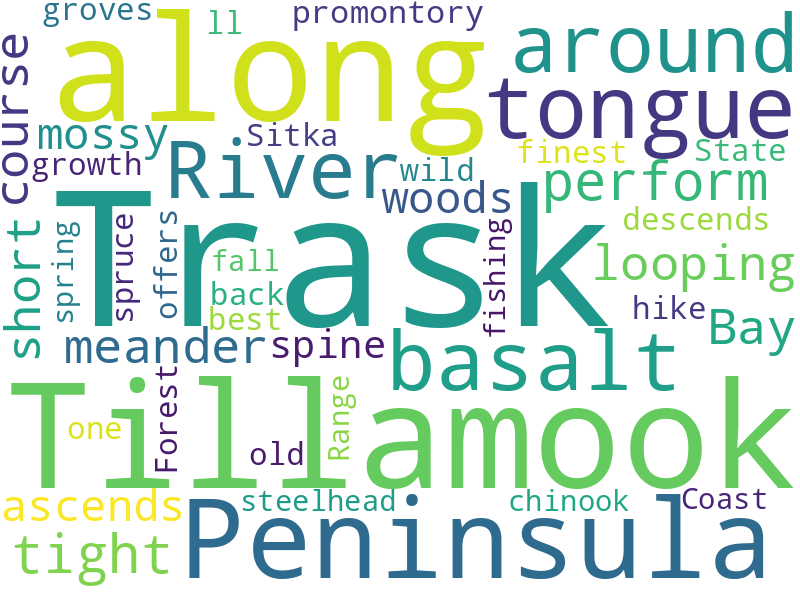 groves
ll
promontory
along
around
course
tongue
mossy
Sitka
River
growth
wild
finest
State
woods
perform
Trask
descends
short
spring
spruce
offers
fishing
looping
fall
back
best
hike
Bay
meander
spine
basalt
Tillamook
one
Forest
old
Range
ascends
steelhead
chinook
Coast
tight
Peninsula